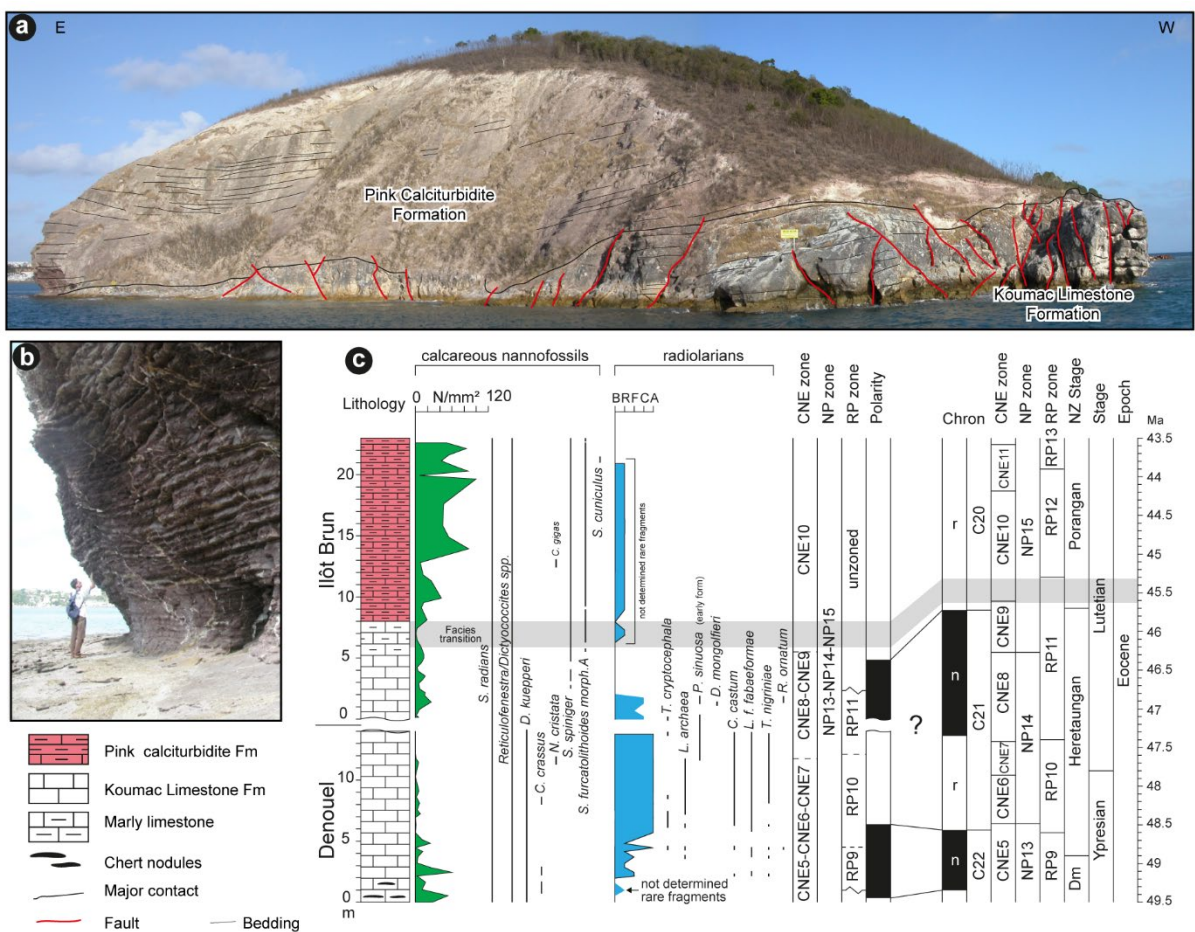 a
E
W
Pink Calciturbidite
Formation
Koumac Limestone
Formation
b
c
calcareous nannofossils
radiolarians
Lithology
0 N/mm² 120
BRFCA
CNE zone
NP zone
RP zone
Polarity
Chron
CNE zone
NP zone
RP zone
NZ Stage
Stage
Epoch
Ma
Ilôt Brun
20
15
10
5
0
Denouel
10
5
0
m
Facies
transition
S. radians
Reticulofenestra/Dictyococcites spp.
D. kuepperi
C. crassus
N. cristata
S. spiniger
C. gigas
S. furcatolithoides morph.A
S. cuniculus
not determined rare fragments
T. cryptocephala
L. archaea
P. sinuosa (early form)
D. mongolfieri
C. castum
L. f. fabaeformae
T. nigriniae
R. ornatum
not determined
rare fragments
CNE10
CNE8-CNE9
CNE5-CNE6-CNE7
NP13-NP14-NP15
unzoned
RP11
RP10
RP9
?
r
n
r
n
C20
C21
C22
CNE11
CNE10
CNE9
CNE8
CNE7
CNE6
CNE5
NP15
NP14
NP13
RP13
RP12
RP11
RP10
RP9
Porangan
Heretaungan
Dm
Lutetian
Ypresian
Eocene
43.5
44
44.5
45
45.5
46
46.5
47
47.5
48
48.5
49
49.5
Pink calciturbidite Fm
Koumac Limestone Fm
Marly limestone
Chert nodules
Major contact
Fault
Bedding